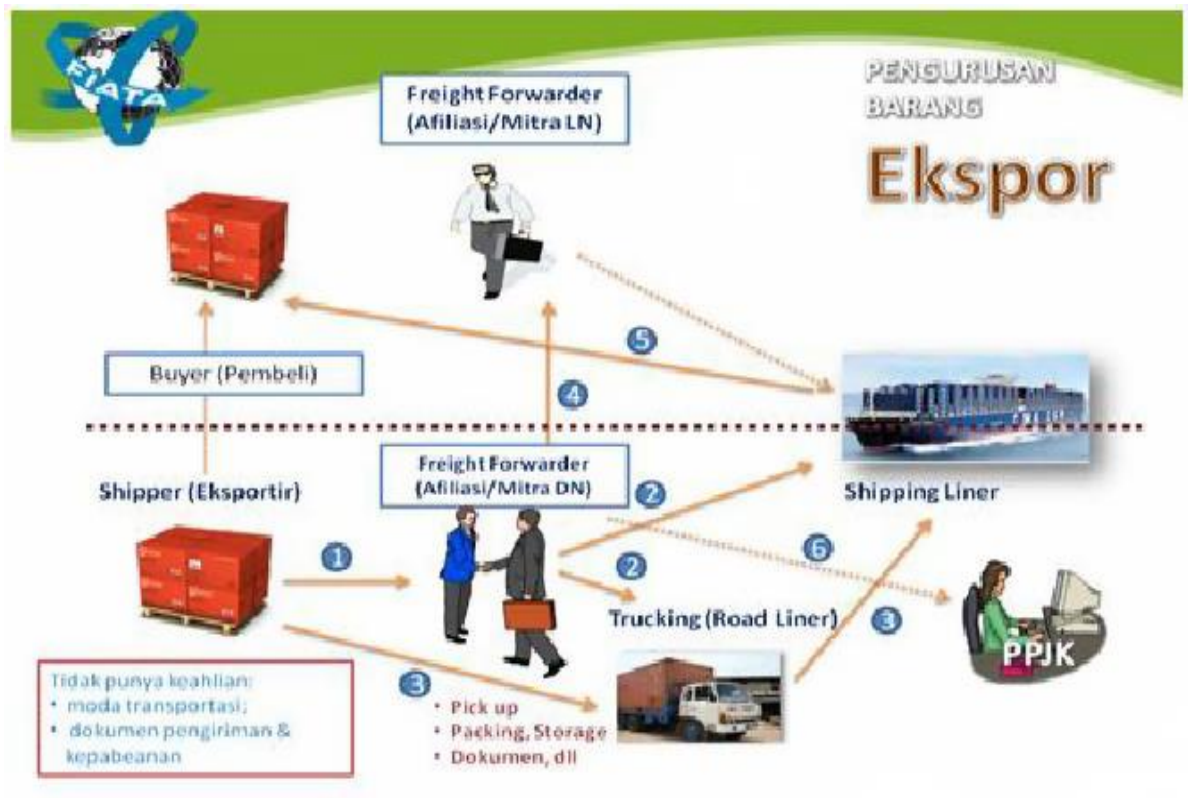 FIATA
Freight Forwarder
(Afiliasi/Mitra LN)
PENGURUSAN
BARANG
Ekspor
5
Buyer (Pembeli)
4
Freight Forwarder
(Afiliasi/Mitra DN)
Shipper (Eksportir)
2
Shipping Liner
1
2
6
Trucking (Road Liner)
3
PPJK
Tidak punya keahlian:
• moda transportasi;
• dokumen pengiriman &
kepabeanan
3
• Pick up
• Packing, Storage
• Dokumen, dll